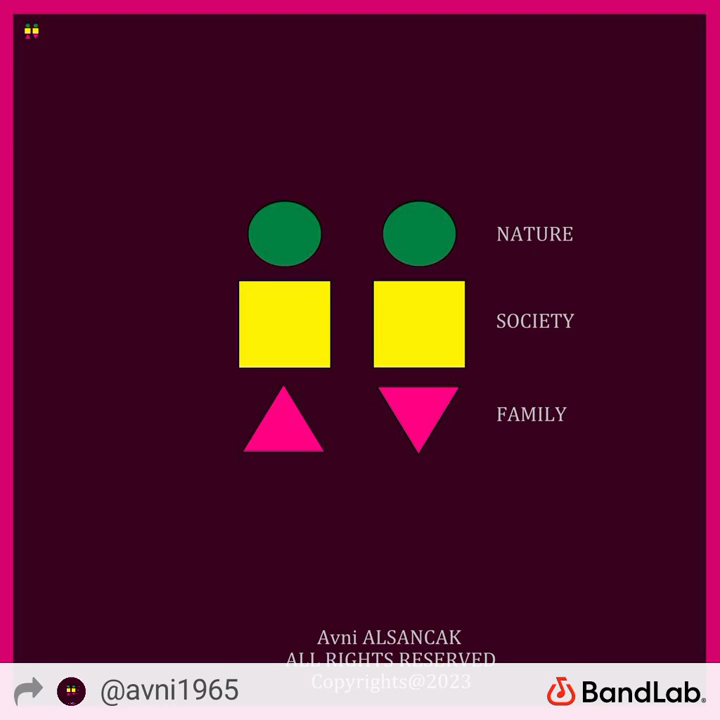 NATURE
SOCIETY
FAMILY
Avni ALSANCAK
ALL RIGHTS RESERVED
Copyrights@2023
@avni1965
BandLab®